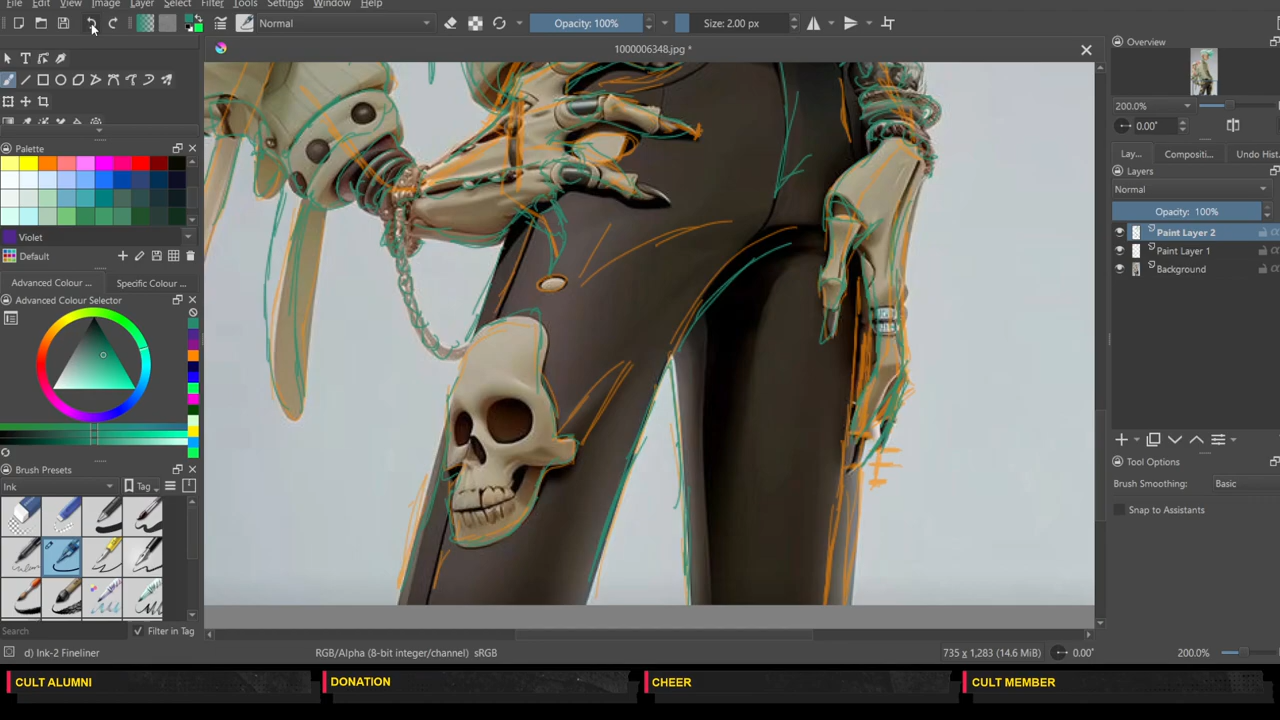 File Edit View Image Layer Select Filter Tools Settings Window Help
Normal
Opacity: 100%
Size: 2.00 px
1000006348.jpg *
Overview
200.0%
0.00°
Lay...
Compositi...
Undo Hist...
Layers
Normal
Opacity: 100%
Paint Layer 2
Paint Layer 1
Background
Tool Options
Brush Smoothing:
Basic
Snap to Assistants
Palette
Violet
Default
Advanced Colour ...
Specific Colour ...
Advanced Colour Selector
Brush Presets
Ink
Tag
Search
Filter in Tag
d) Ink-2 Fineliner
RGB/Alpha (8-bit integer/channel) sRGB
735 x 1,283 (14.6 MiB)
0.00°
200.0%
CULT ALUMNI
DONATION
CHEER
CULT MEMBER